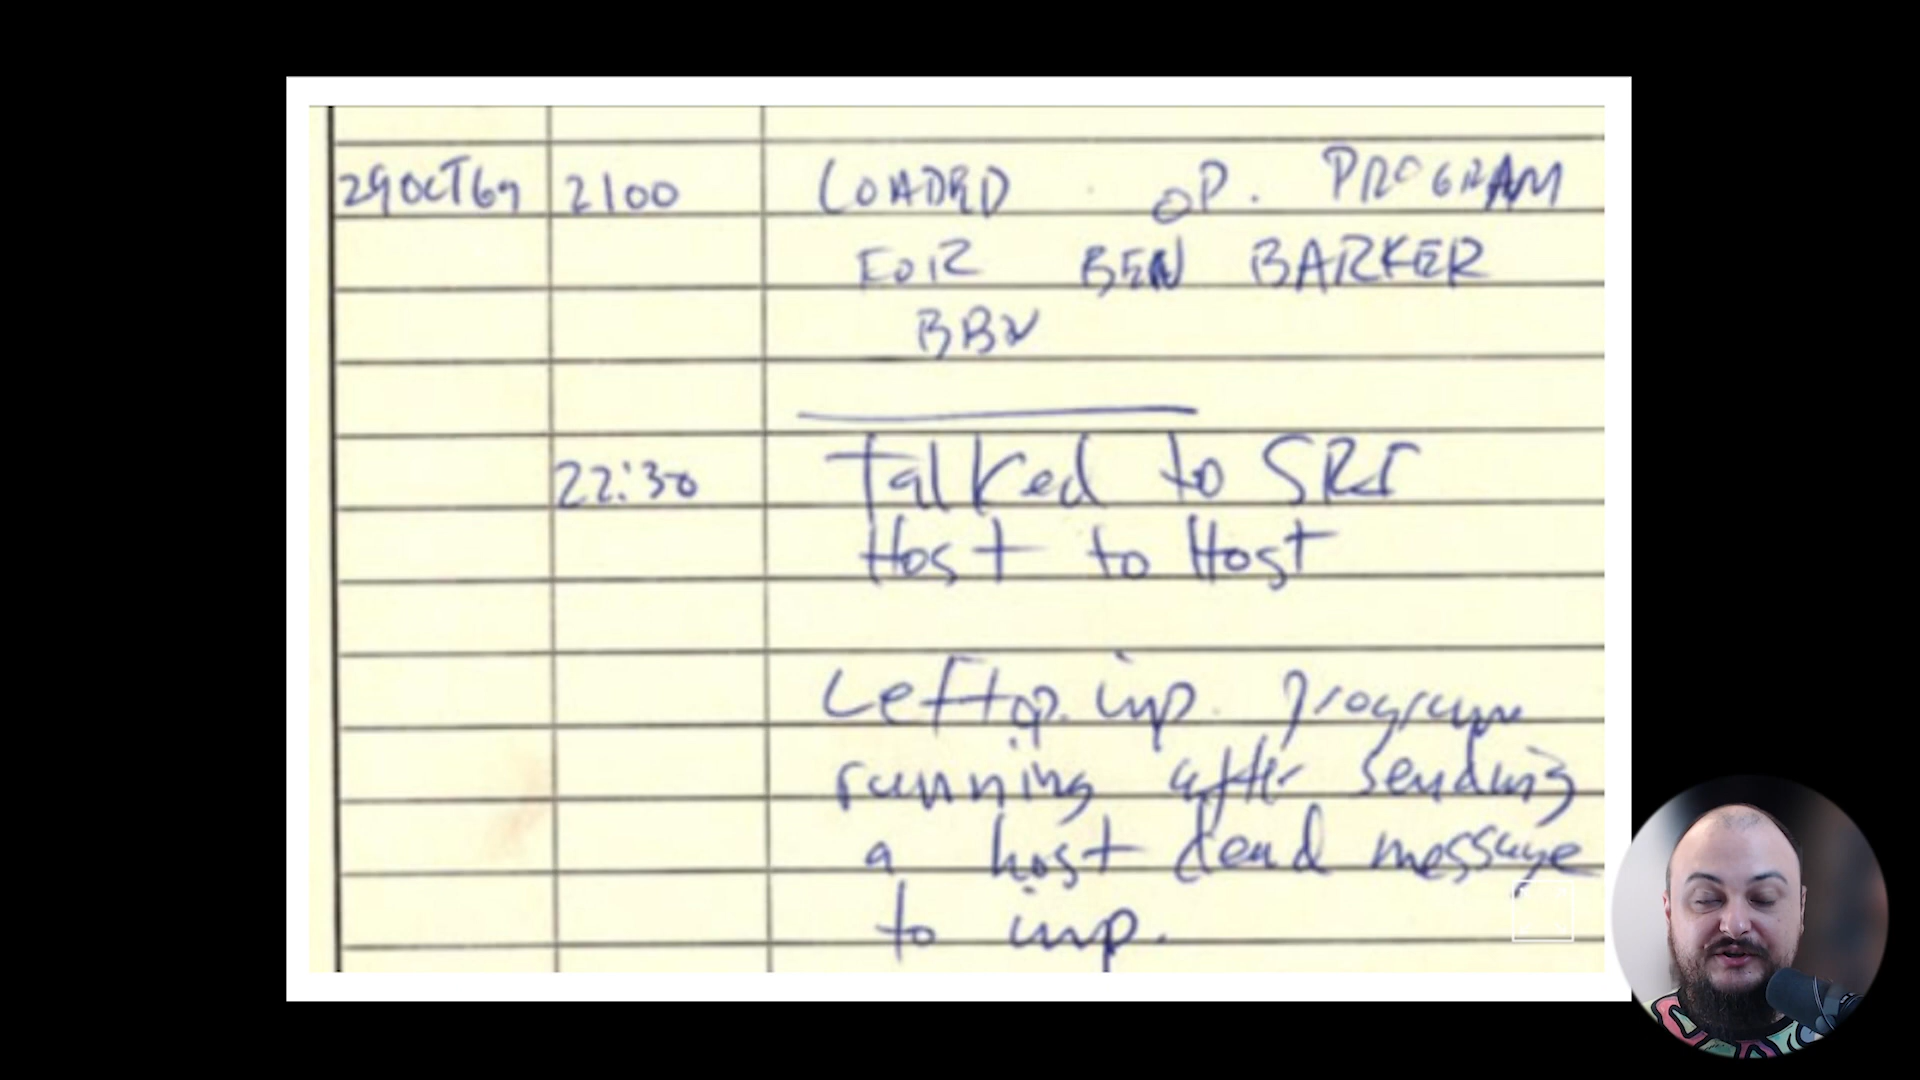 29OCT69 2100 LOADED OP. PROGRAM
FOR BEN BARKER
BBN
22:30 Talked to SRI
Host to Host
Left op. imp. program
running after sending
a host dead message
to imp.